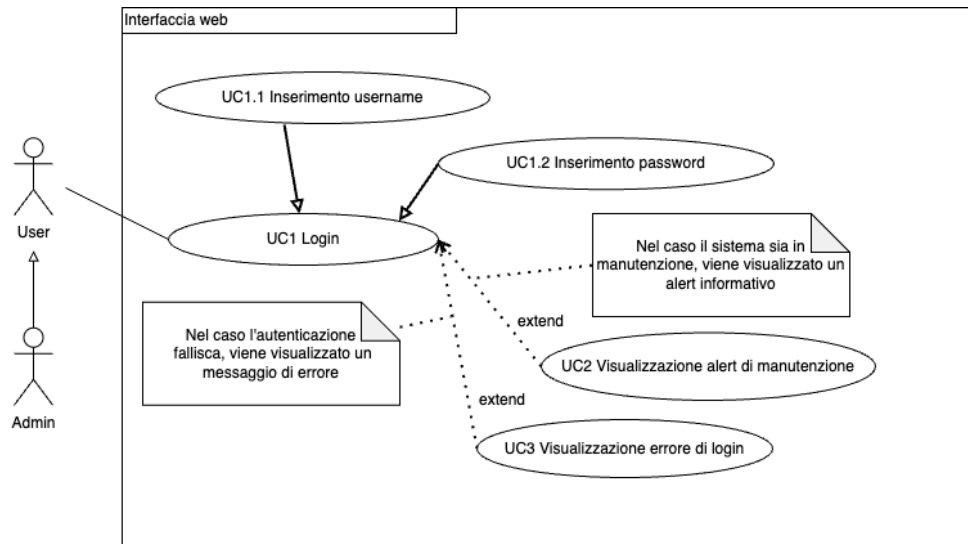 Interfaccia web
UC1.1 Inserimento username
UC1.2 Inserimento password
User
UC1 Login
Nel caso il sistema sia in
manutenzione, viene visualizzato un
alert informativo
Nel caso l'autenticazione
fallisca, viene visualizzato un
messaggio di errore
extend
UC2 Visualizzazione alert di manutenzione
extend
Admin
UC3 Visualizzazione errore di login